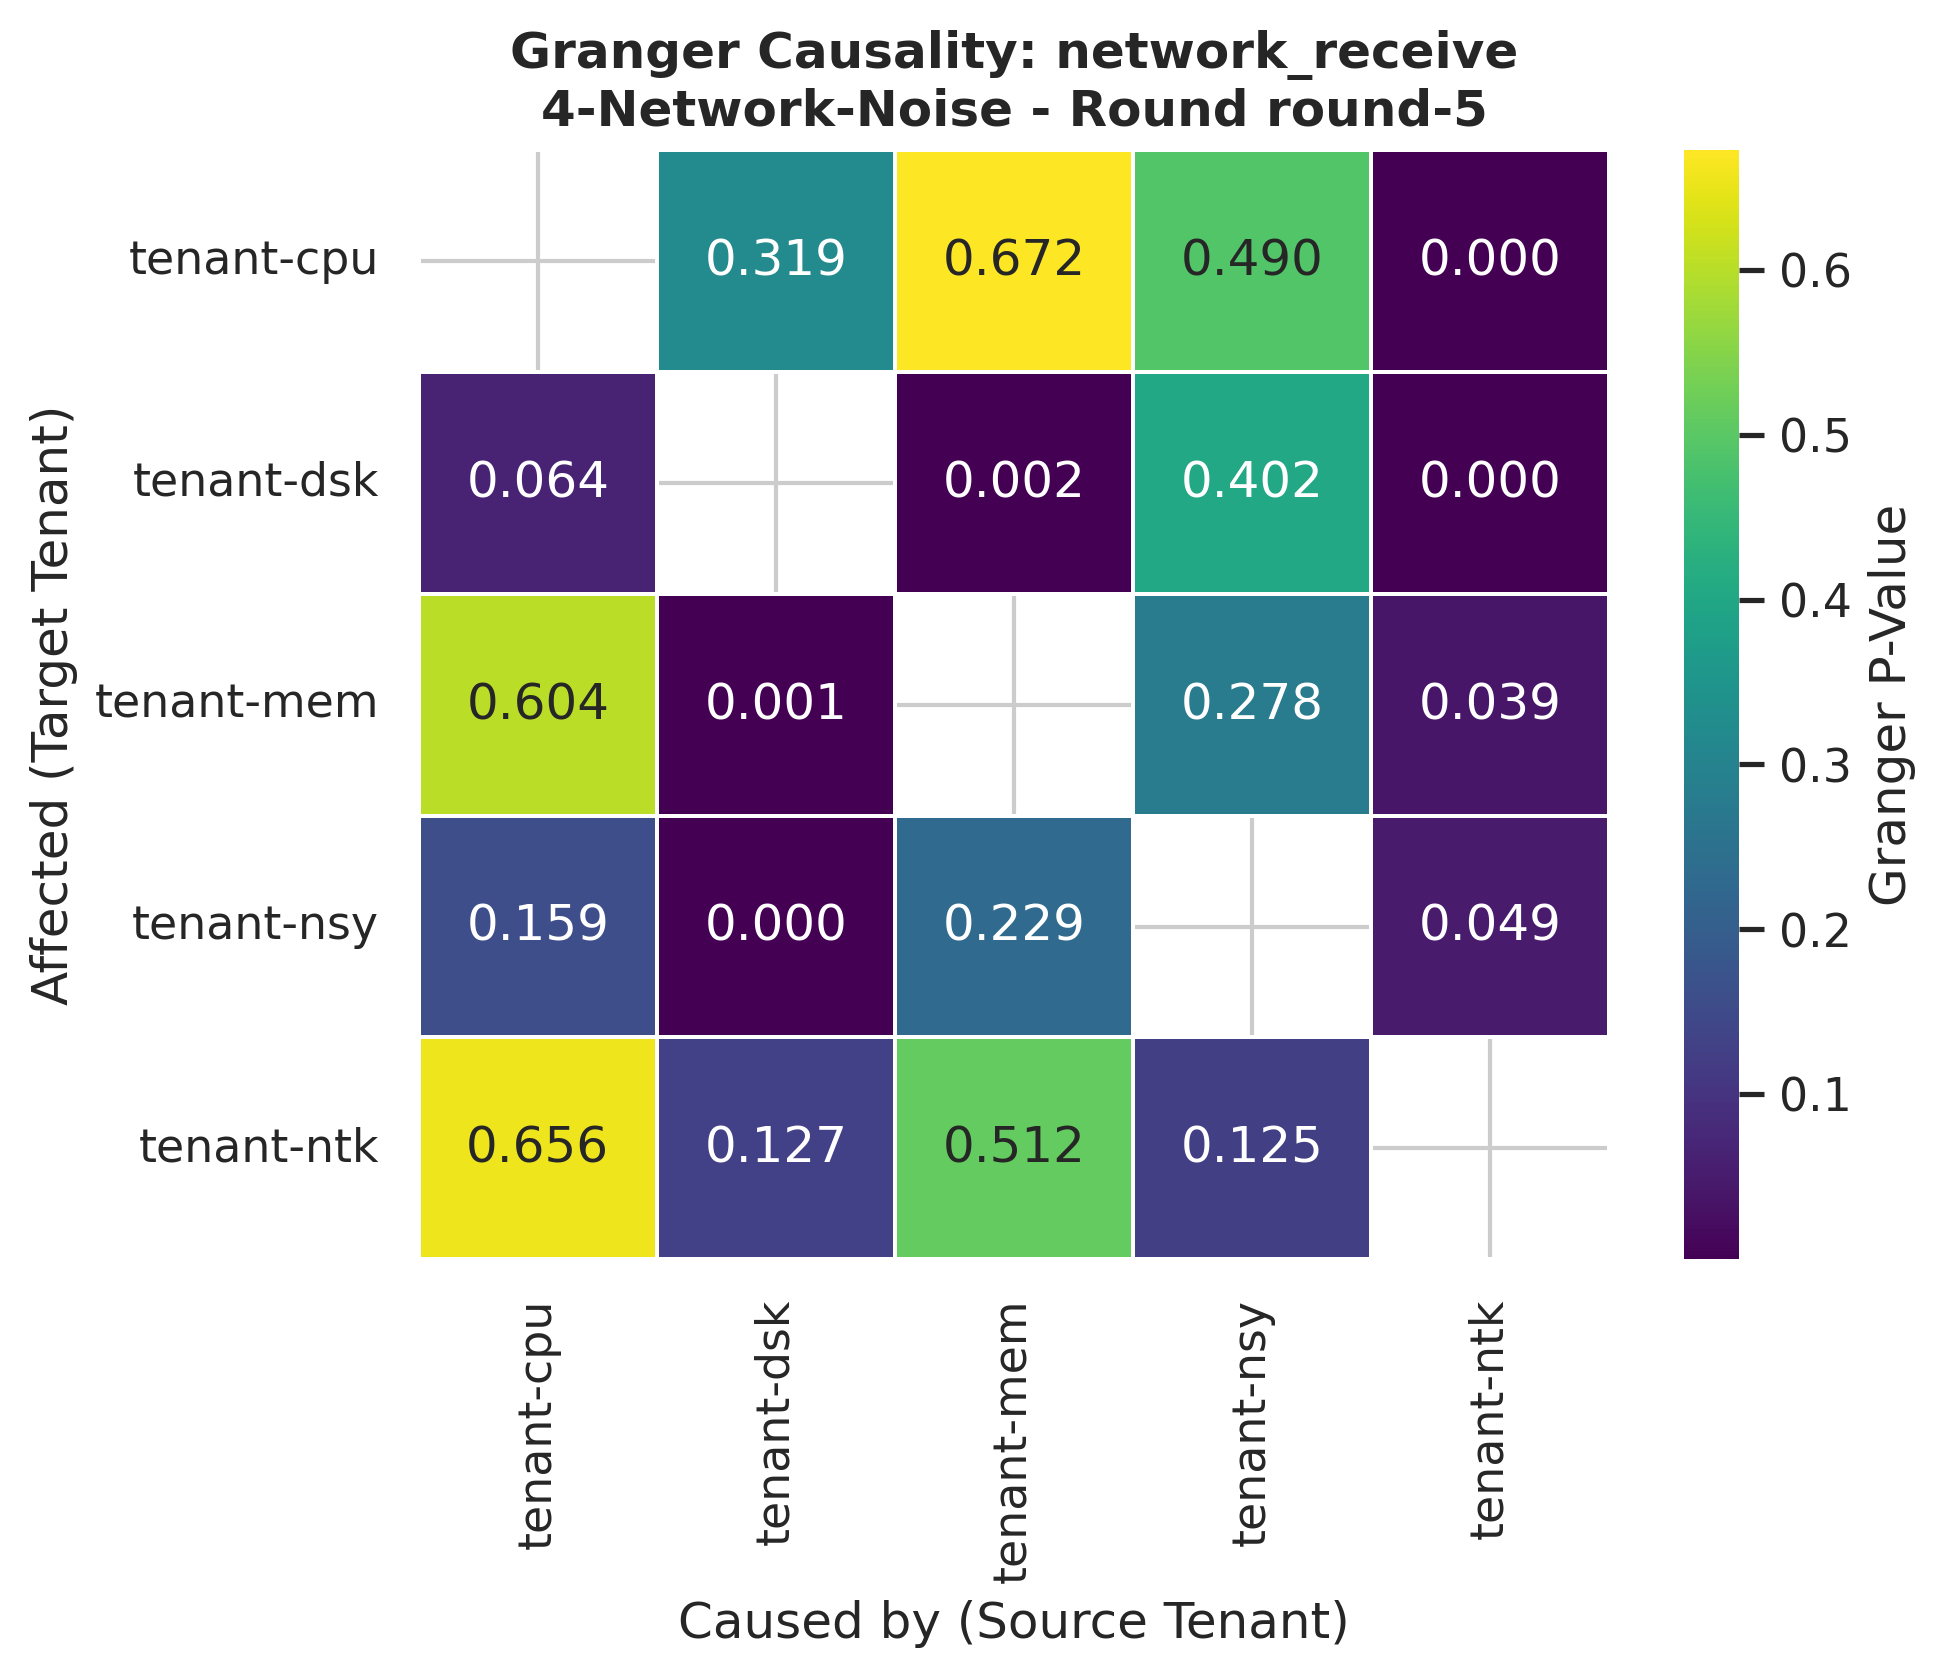 Granger Causality: network_receive
4-Network-Noise - Round round-5
Affected (Target Tenant)
tenant-cpu
0.319 0.672 0.490 0.000
tenant-dsk
0.064 0.002 0.402 0.000
tenant-mem
0.604 0.001 0.278 0.039
tenant-nsy
0.159 0.000 0.229 0.049
tenant-ntk
0.656 0.127 0.512 0.125
tenant-cpu
tenant-dsk
tenant-mem
tenant-nsy
tenant-ntk
Caused by (Source Tenant)
0.6
0.5
0.4
0.3
0.2
0.1
Granger P-Value